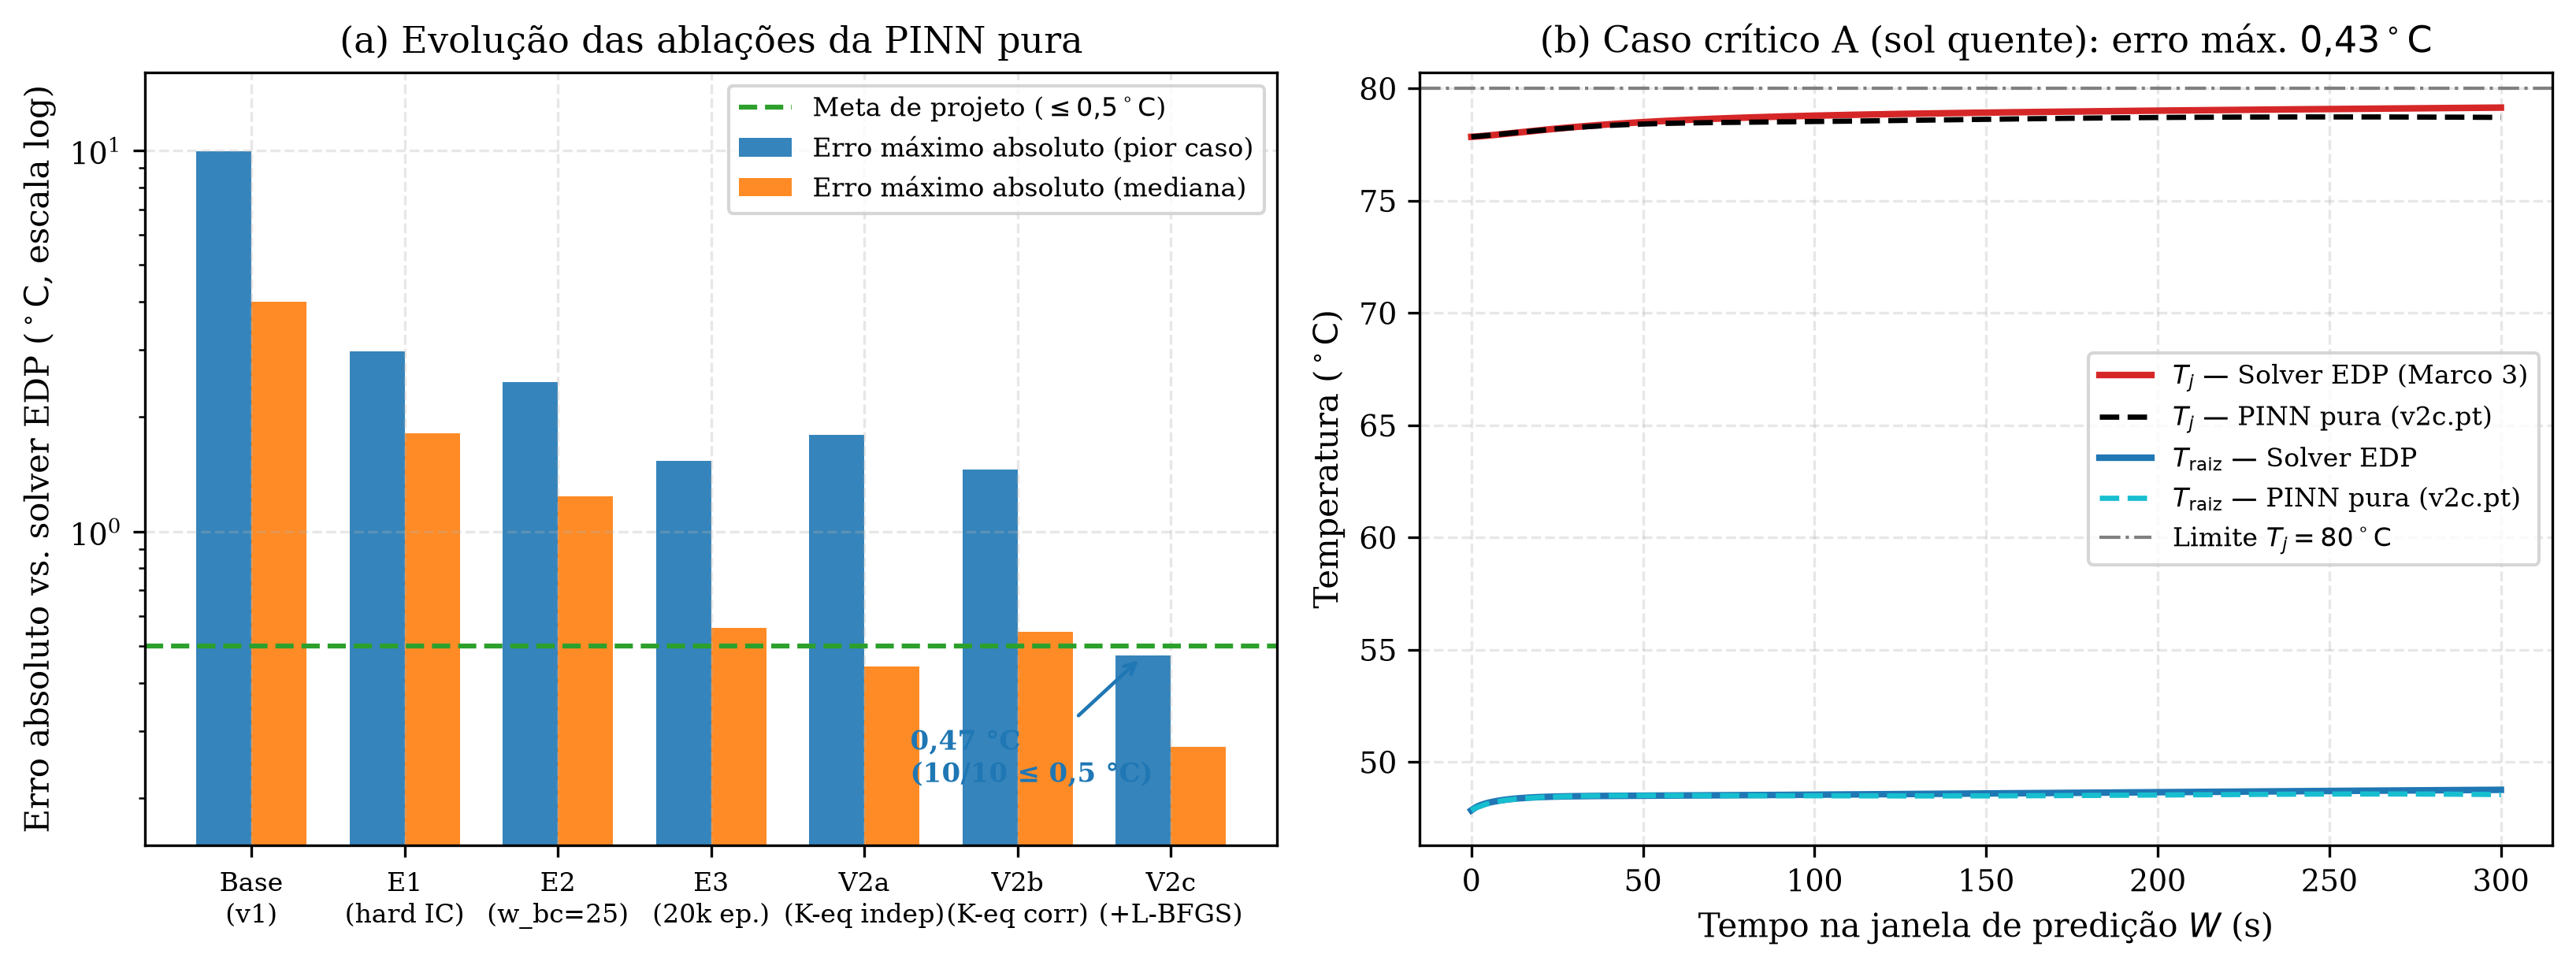 (a) Evolução das ablações da PINN pura
Erro absoluto vs. solver EDP (°C, escala log)
10¹
10⁰
Meta de projeto (≤0,5°C)
Erro máximo absoluto (pior caso)
Erro máximo absoluto (mediana)
0,47 °C
(10/10 ≤ 0,5 °C)
Base
(v1)
E1
(hard IC)
E2
(w_bc=25)
E3
(20k ep.)
V2a
(K-eq indep)
V2b
(K-eq corr)
V2c
(+L-BFGS)
(b) Caso crítico A (sol quente): erro máx. 0,43°C
Temperatura (°C)
80
75
70
65
60
55
50
T_j — Solver EDP (Marco 3)
T_j — PINN pura (v2c.pt)
T_raiz — Solver EDP
T_raiz — PINN pura (v2c.pt)
Limite T_j = 80°C
0 50 100 150 200 250 300
Tempo na janela de predição W (s)